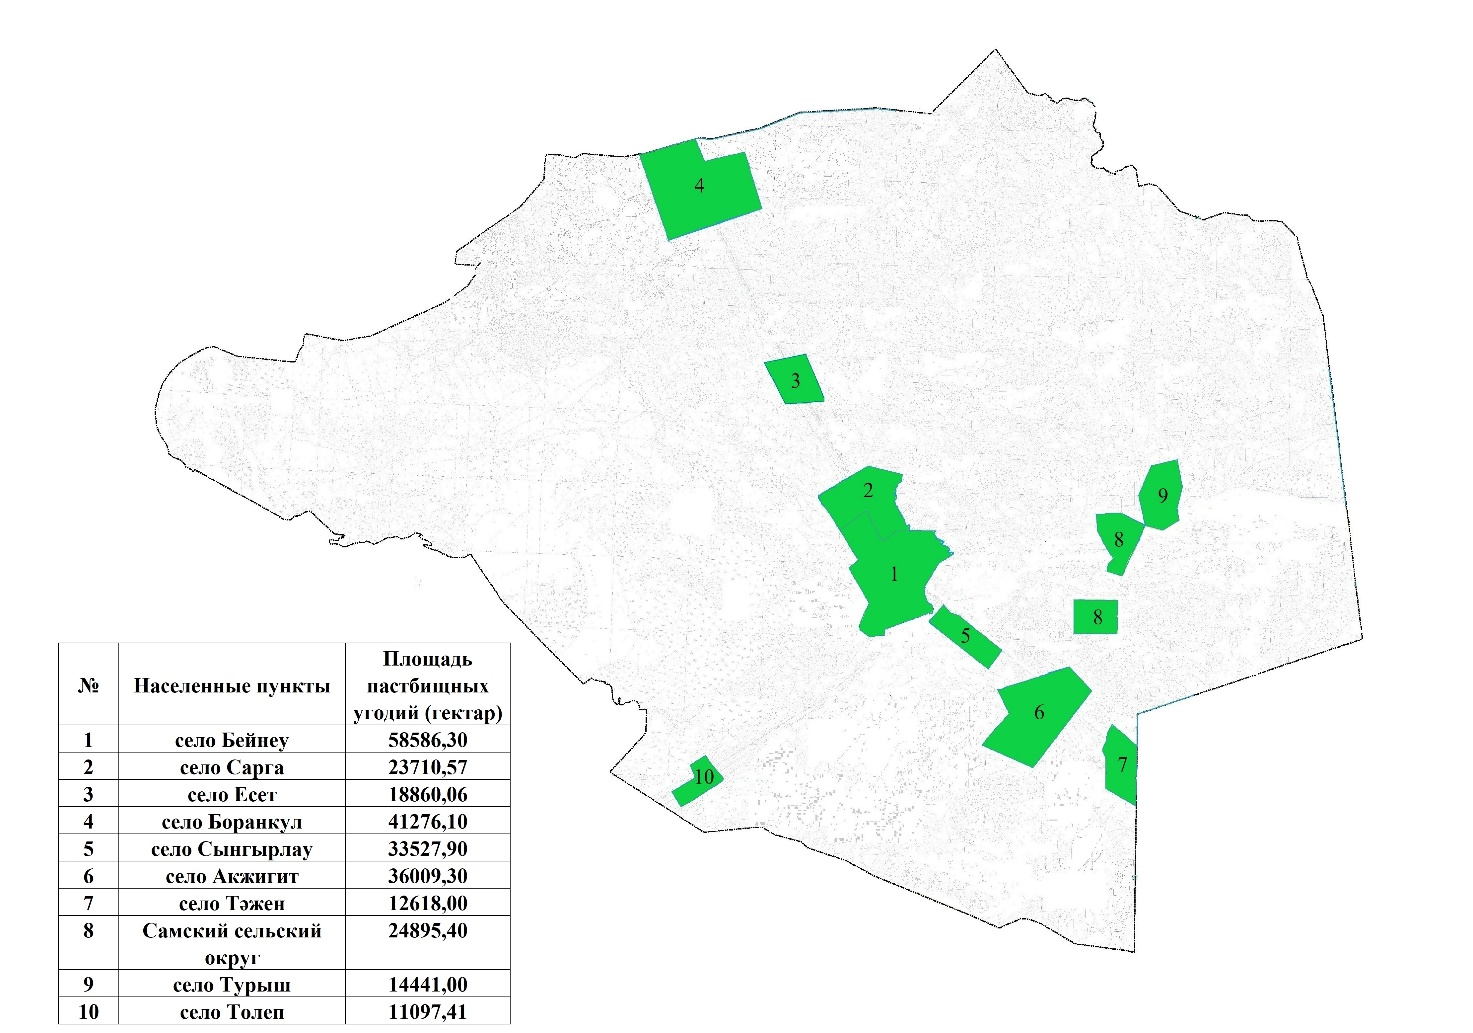 4
3
2
9
8
1
8
5
6
7
10
Площадь
№ Населенные пункты пастбищных
угодий (гектар)
1 село Бейнеу 58586,30
2 село Сарга 23710,57
3 село Есет 18860,06
4 село Боранкул 41276,10
5 село Сынгырлау 33527,90
6 село Акжигит 36009,30
7 село Тәжен 12618,00
8 Самский сельский 24895,40
округ
9 село Турыш 14441,00
10 село Толеп 11097,41